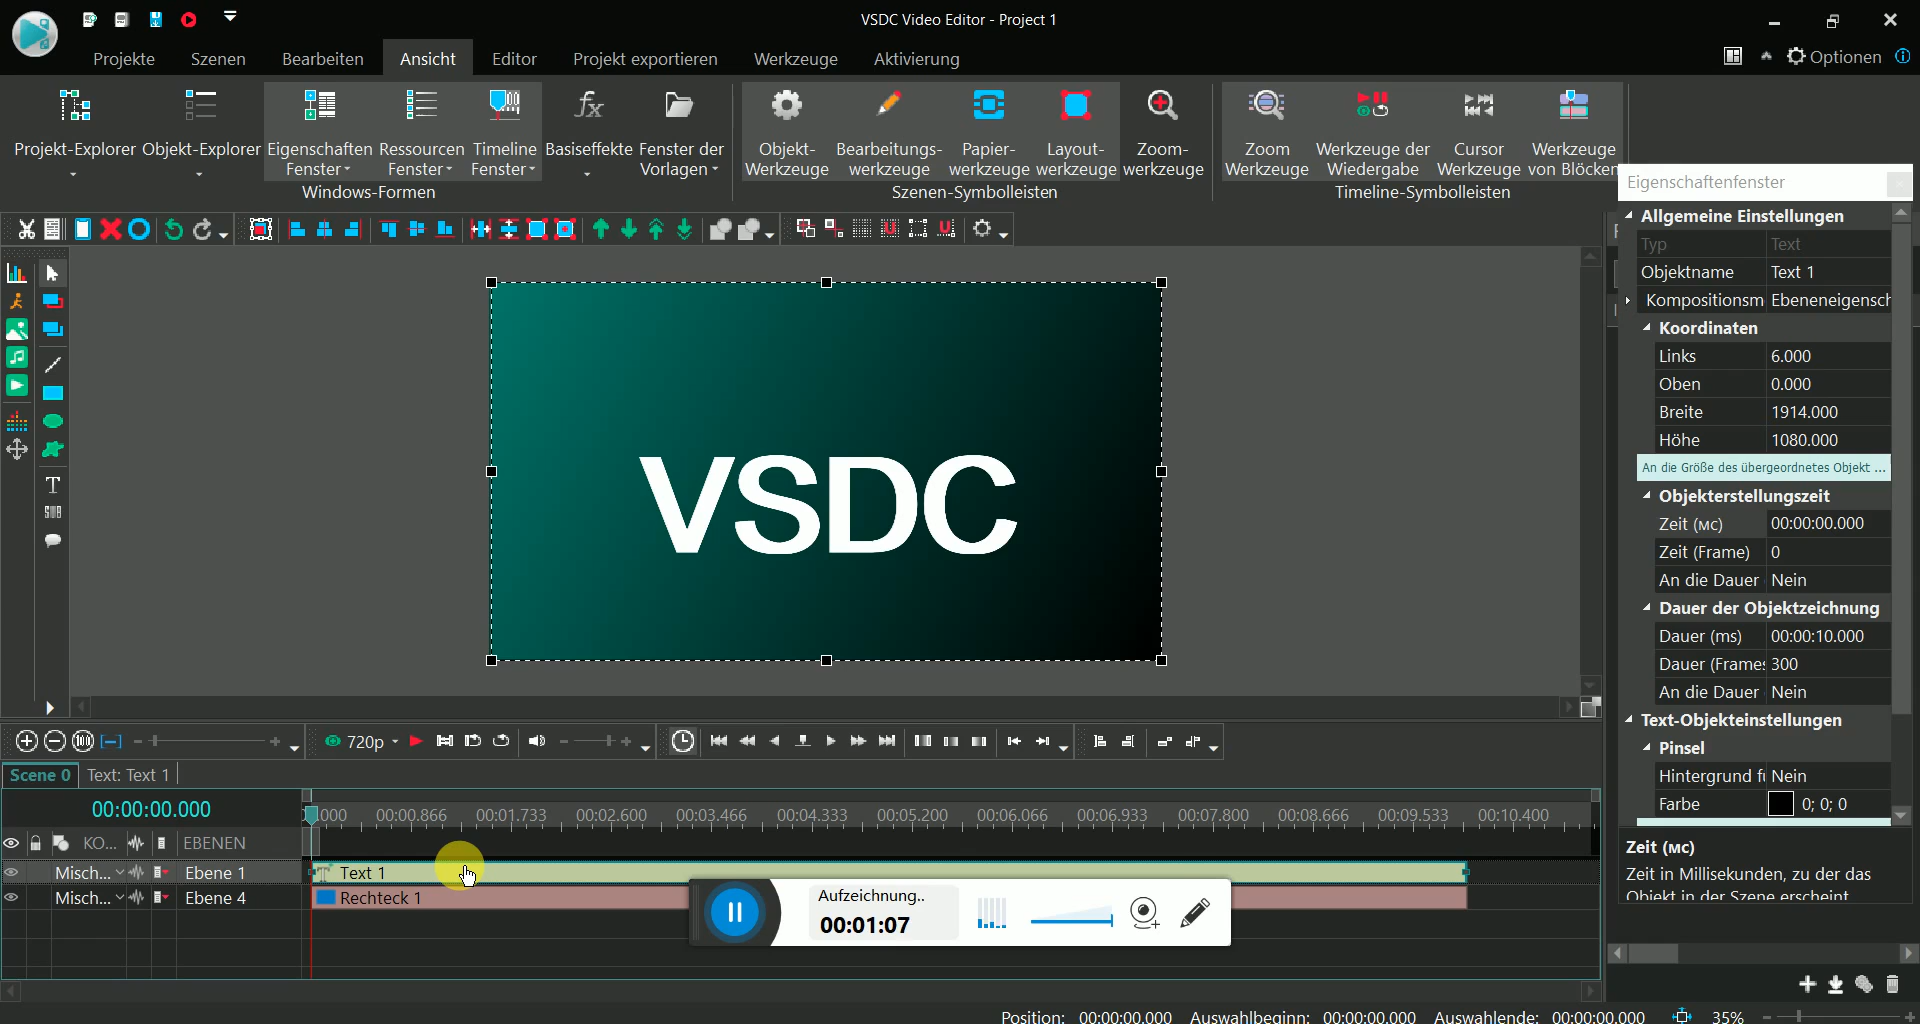 VSDC Video Editor - Project 1
Projekte Szenen Bearbeiten Ansicht Editor Projekt exportieren Werkzeuge Aktivierung
Optionen
Projekt-Explorer Objekt-Explorer Eigenschaften Fenster Ressourcen Fenster Timeline Fenster Basiseffekte Fenster der Vorlagen
Windows-Formen
Objekt-Werkzeuge Bearbeitungs-werkzeuge Papier-werkzeuge Layout-werkzeuge Zoom-werkzeuge
Szenen-Symbolleisten
Zoom Werkzeuge Werkzeuge der Wiedergabe Cursor Werkzeuge Werkzeuge von Blöcken
Timeline-Symbolleisten
Eigenschaftenfenster
Allgemeine Einstellungen
Typ Text
Objektname Text 1
Kompositionsm Ebeneneigensch
Koordinaten
Links 6.000
Oben 0.000
Breite 1914.000
Höhe 1080.000
An die Größe des übergeordnetes Objekt ...
Objekterstellungszeit
Zeit (мс) 00:00:00.000
Zeit (Frame) 0
An die Dauer Nein
Dauer der Objektzeichnung
Dauer (ms) 00:00:10.000
Dauer (Frames 300
An die Dauer Nein
Text-Objekteinstellungen
Pinsel
Hintergrund fü Nein
Farbe 0; 0; 0
Zeit (мс)
Zeit in Millisekunden, zu der das
Objekt in der Szene erscheint
VSDC
720p
Scene 0 Text: Text 1
00:00:00.000
000 00:00.866 00:01.733 00:02.600 00:03.466 00:04.333 00:05.200 00:06.066 00:06.933 00:07.800 00:08.666 00:09.533 00:10.400
KO... EBENEN
Misch... Ebene 1 Text 1
Misch... Ebene 4 Rechteck 1
Aufzeichnung..
00:01:07
Position: 00:00:00.000 Auswahlbeginn: 00:00:00.000 Auswahlende: 00:00:00.000 35%